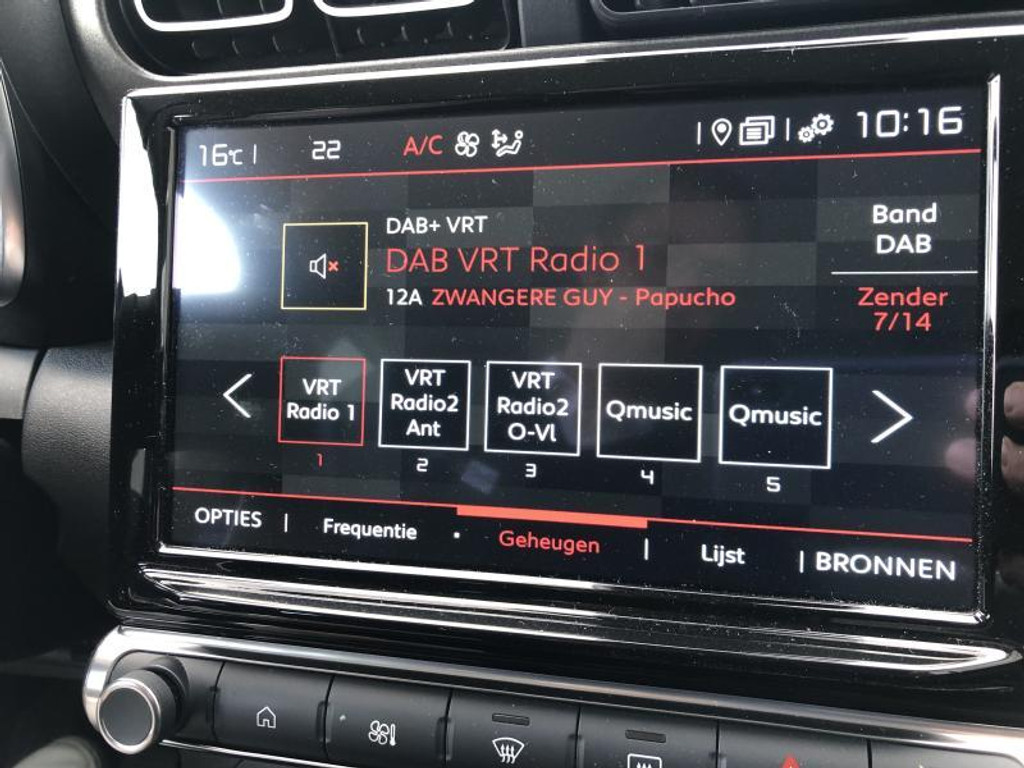 16°C | 22 A/C 10:16
DAB+ VRT
DAB VRT Radio 1
12A ZWANGERE GUY - Papucho
Band
DAB
Zender
7/14
VRT
Radio 1
1
VRT
Radio2
Ant
2
VRT
Radio2
O-Vl
3
Qmusic
4
Qmusic
5
OPTIES | Frequentie · Geheugen | Lijst | BRONNEN